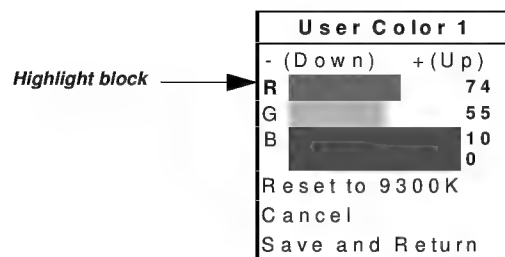 User Color 1
- (Down) + (Up)
Highlight block
R 74
G 55
B 10
0
Reset to 9300K
Cancel
Save and Return